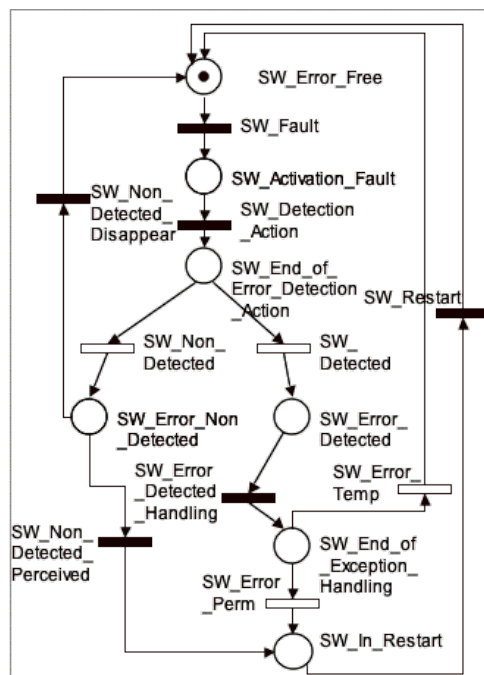 SW_Error_Free
SW_Fault
SW_Activation_Fault
SW_Non_
Detected_
Disappear
SW_Detection
_Action
SW_End_of_
Error_Detection
_Action
SW_Restart
SW_Non_
Detected
SW_
Detected
SW_Error_Non
_Detected
SW_Error_
Detected
SW_Error
_Detected
_Handling
SW_Error_
Temp
SW_Non_
Detected_
Perceived
SW_End_of
_Exception_
Handling
SW_Error
_Perm
SW_In_Restart